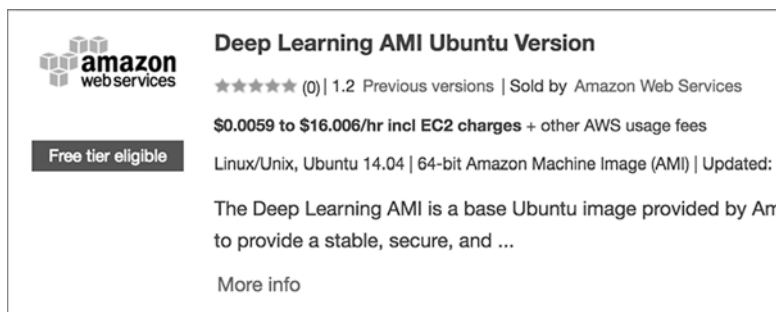 amazon
webservices
Free tier eligible
Deep Learning AMI Ubuntu Version
(0) | 1.2 Previous versions | Sold by Amazon Web Services
$0.0059 to $16.006/hr incl EC2 charges + other AWS usage fees
Linux/Unix, Ubuntu 14.04 | 64-bit Amazon Machine Image (AMI) | Updated:
The Deep Learning AMI is a base Ubuntu image provided by Am
to provide a stable, secure, and ...
More info